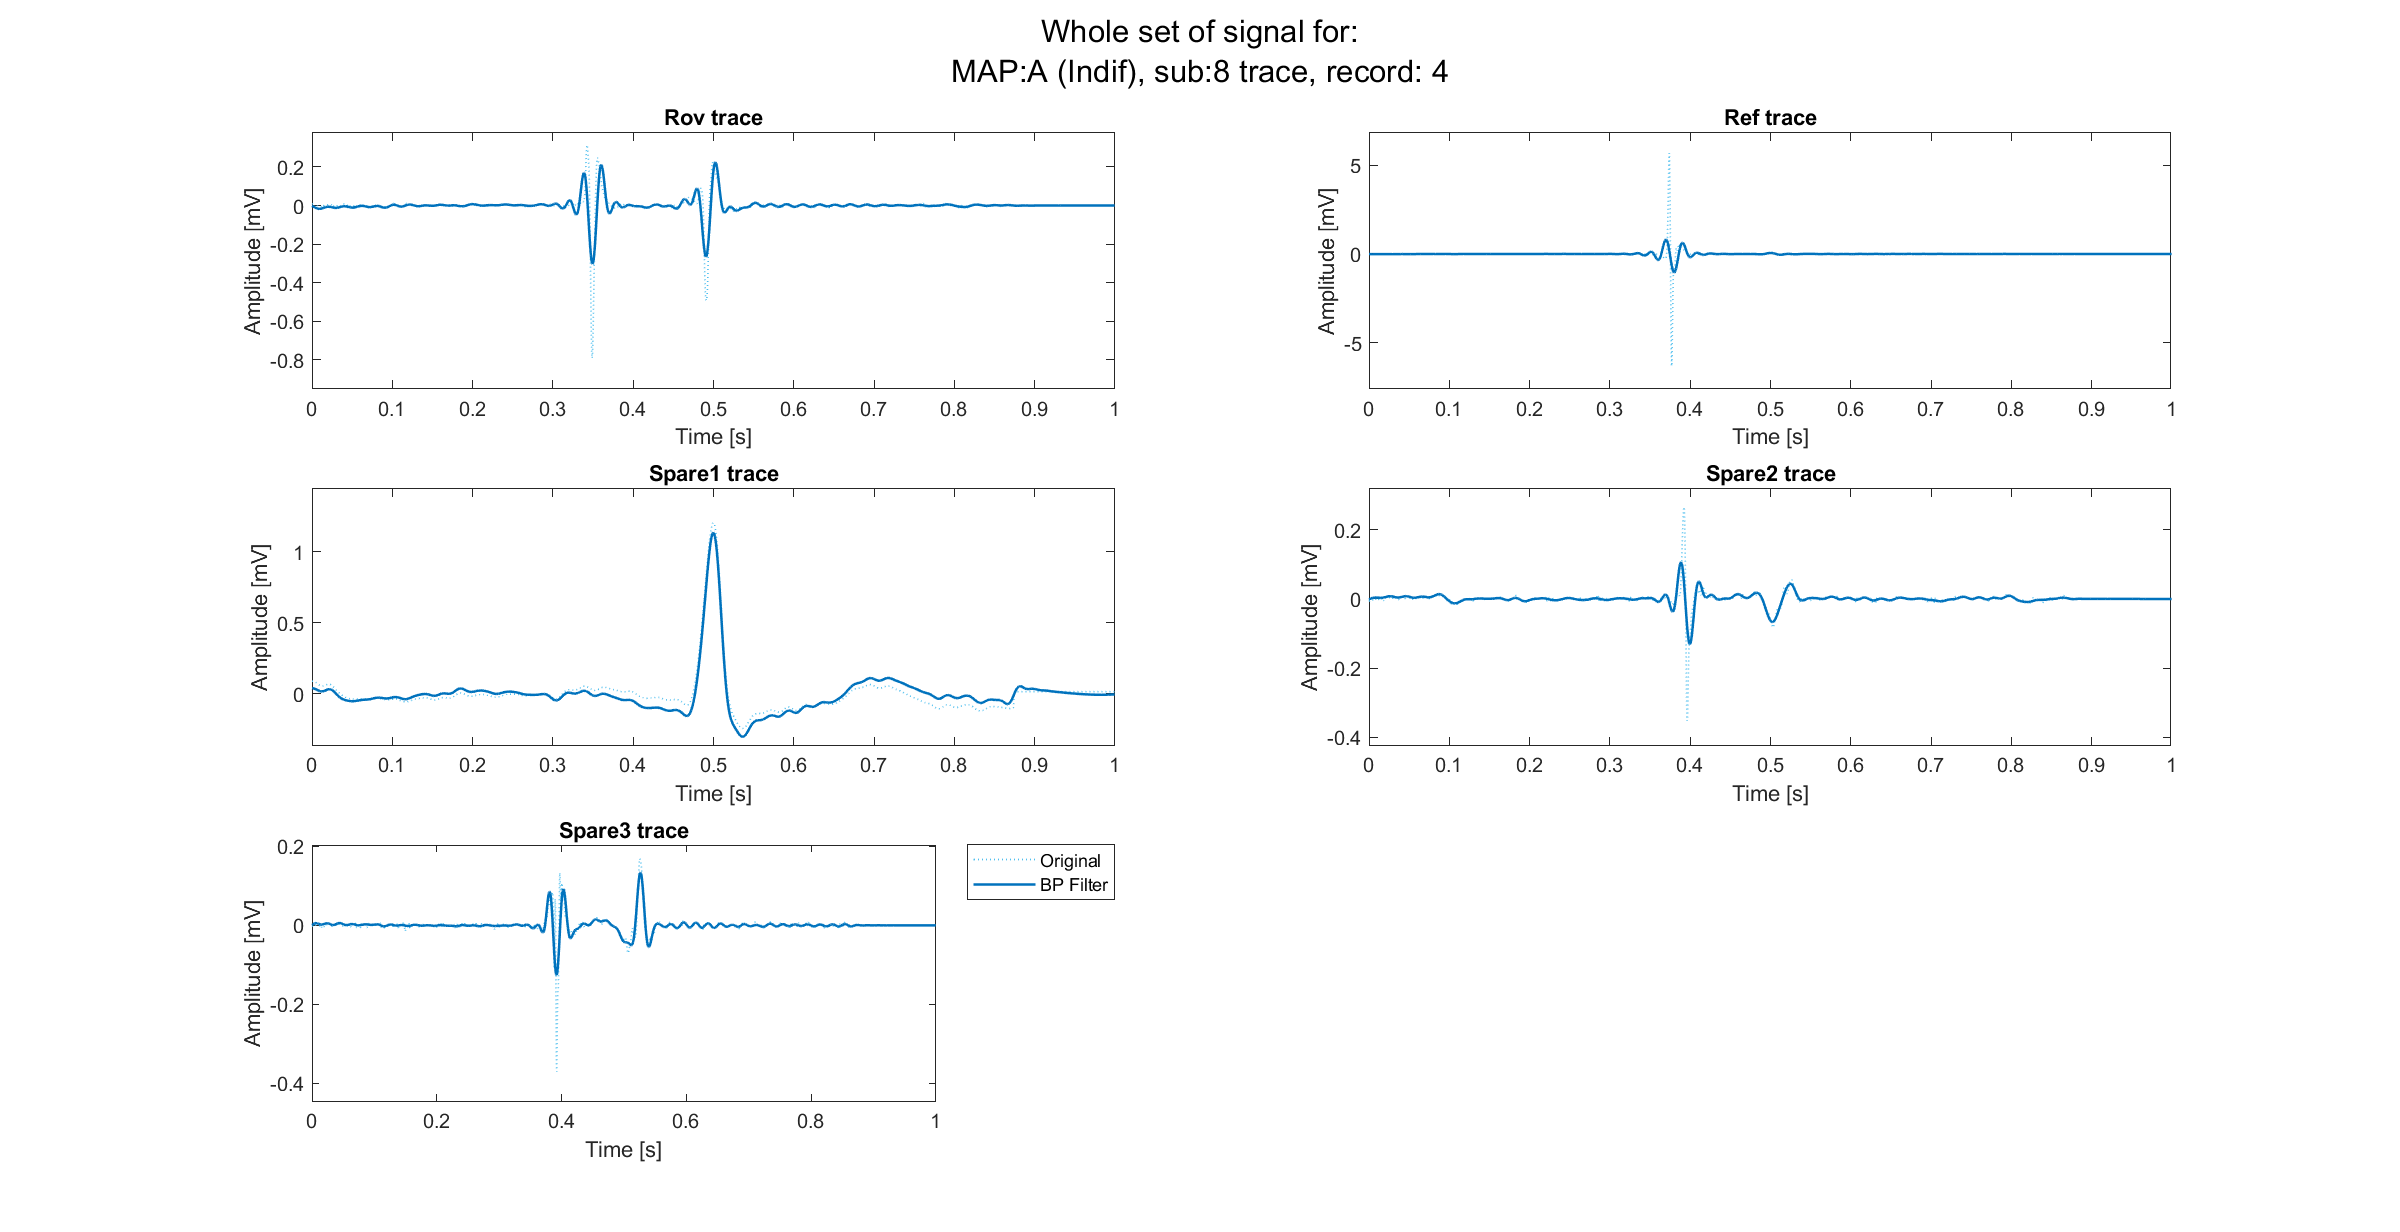 Whole set of signal for:
MAP:A (Indif), sub:8 trace, record: 4
Rov trace
0.2
0
-0.2
-0.4
-0.6
-0.8
Amplitude [mV]
0 0.1 0.2 0.3 0.4 0.5 0.6 0.7 0.8 0.9 1
Time [s]
Ref trace
5
0
-5
Amplitude [mV]
0 0.1 0.2 0.3 0.4 0.5 0.6 0.7 0.8 0.9 1
Time [s]
Spare1 trace
1
0.5
0
Amplitude [mV]
0 0.1 0.2 0.3 0.4 0.5 0.6 0.7 0.8 0.9 1
Time [s]
Spare2 trace
0.2
0
-0.2
-0.4
Amplitude [mV]
0 0.1 0.2 0.3 0.4 0.5 0.6 0.7 0.8 0.9 1
Time [s]
Spare3 trace
0.2
0
-0.2
-0.4
Amplitude [mV]
0 0.2 0.4 0.6 0.8 1
Time [s]
Original
BP Filter